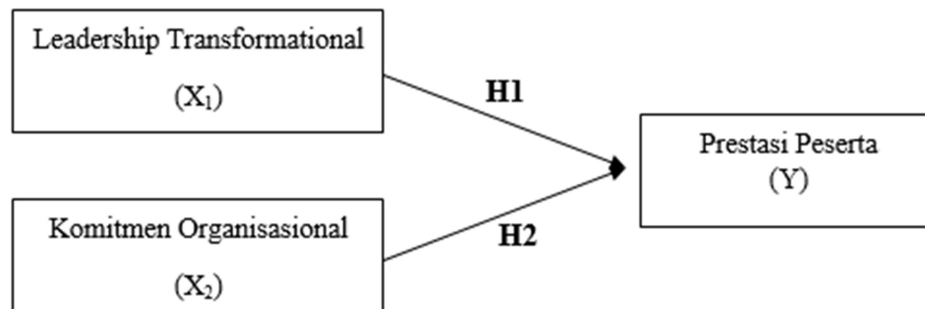 Leadership Transformational
(X₁)
H1
Prestasi Peserta
(Y)
Komitmen Organisasional
(X₂)
H2